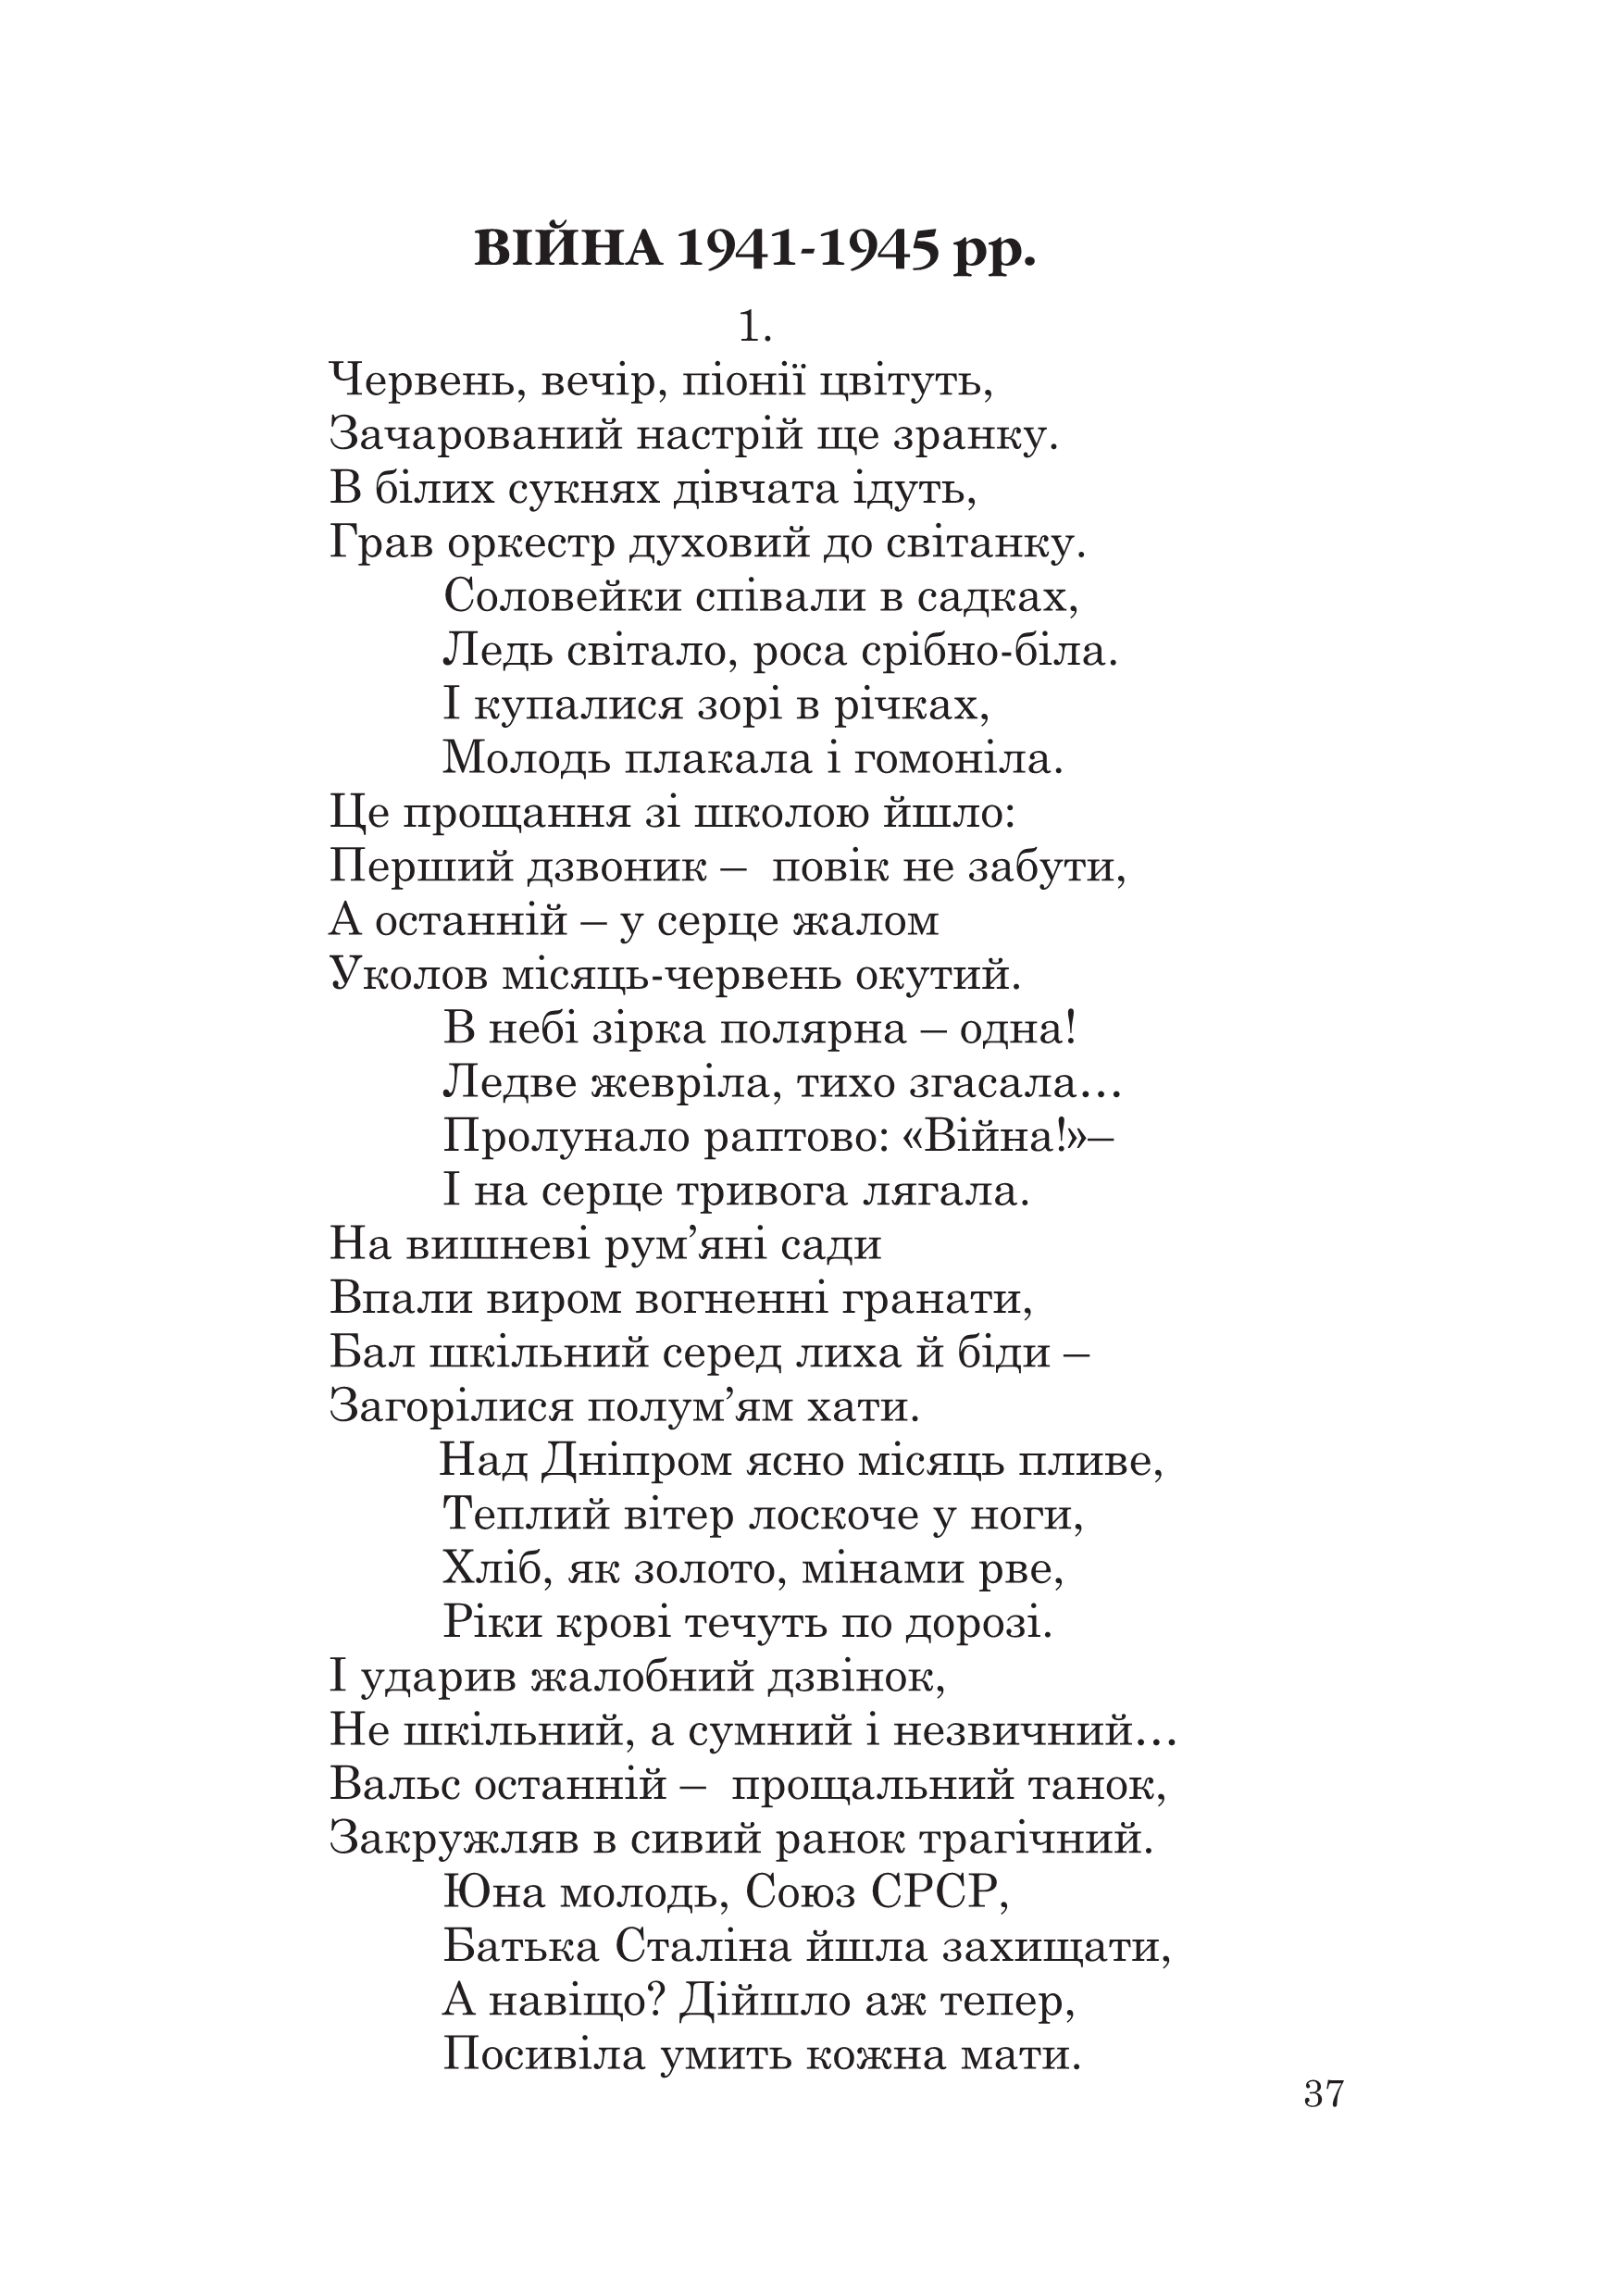 ВІЙНА 1941-1945 рр.
1.
Червень, вечір, піонії цвітуть,
Зачарований настрій ще зранку.
В білих сукнях дівчата ідуть,
Грав оркестр духовий до світанку.
Соловейки співали в садках,
Ледь світало, роса срібно-біла.
І купалися зорі в річках,
Молодь плакала і гомоніла.
Це прощання зі школою йшло:
Перший дзвоник – повік не забути,
А останній – у серце жалом
Уколов місяць-червень окутий.
В небі зірка полярна – одна!
Ледве жевріла, тихо згасала...
Пролунало раптово: «Війна!»–
І на серце тривога лягала.
На вишневі рум’яні сади
Впали виром вогненні гранати,
Бал шкільний серед лиха й біди –
Загорілися полум’ям хати.
Над Дніпром ясно місяць пливе,
Теплий вітер лоскоче у ноги,
Хліб, як золото, мінами рве,
Ріки крові течуть по дорозі.
І ударив жалобний дзвінок,
Не шкільний, а сумний і незвичний...
Вальс останній – прощальний танок,
Закружляв в сивий ранок трагічний.
Юна молодь, Союз СРСР,
Батька Сталіна йшла захищати,
А навіщо? Дійшло аж тепер,
Посивіла умить кожна мати.
37